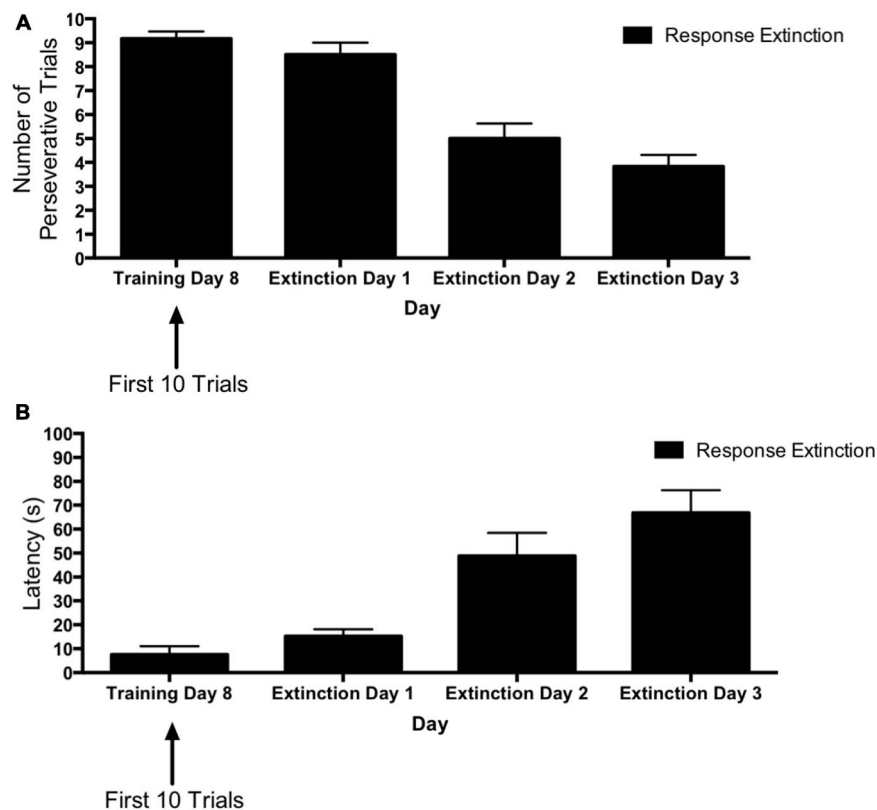 A
Response Extinction
Number of
Perseverative Trials
10
9
8
7
6
5
4
3
2
1
0
Training Day 8 Extinction Day 1 Extinction Day 2 Extinction Day 3
Day
First 10 Trials
B
Response Extinction
Latency (s)
100
90
80
70
60
50
40
30
20
10
0
Training Day 8 Extinction Day 1 Extinction Day 2 Extinction Day 3
Day
First 10 Trials